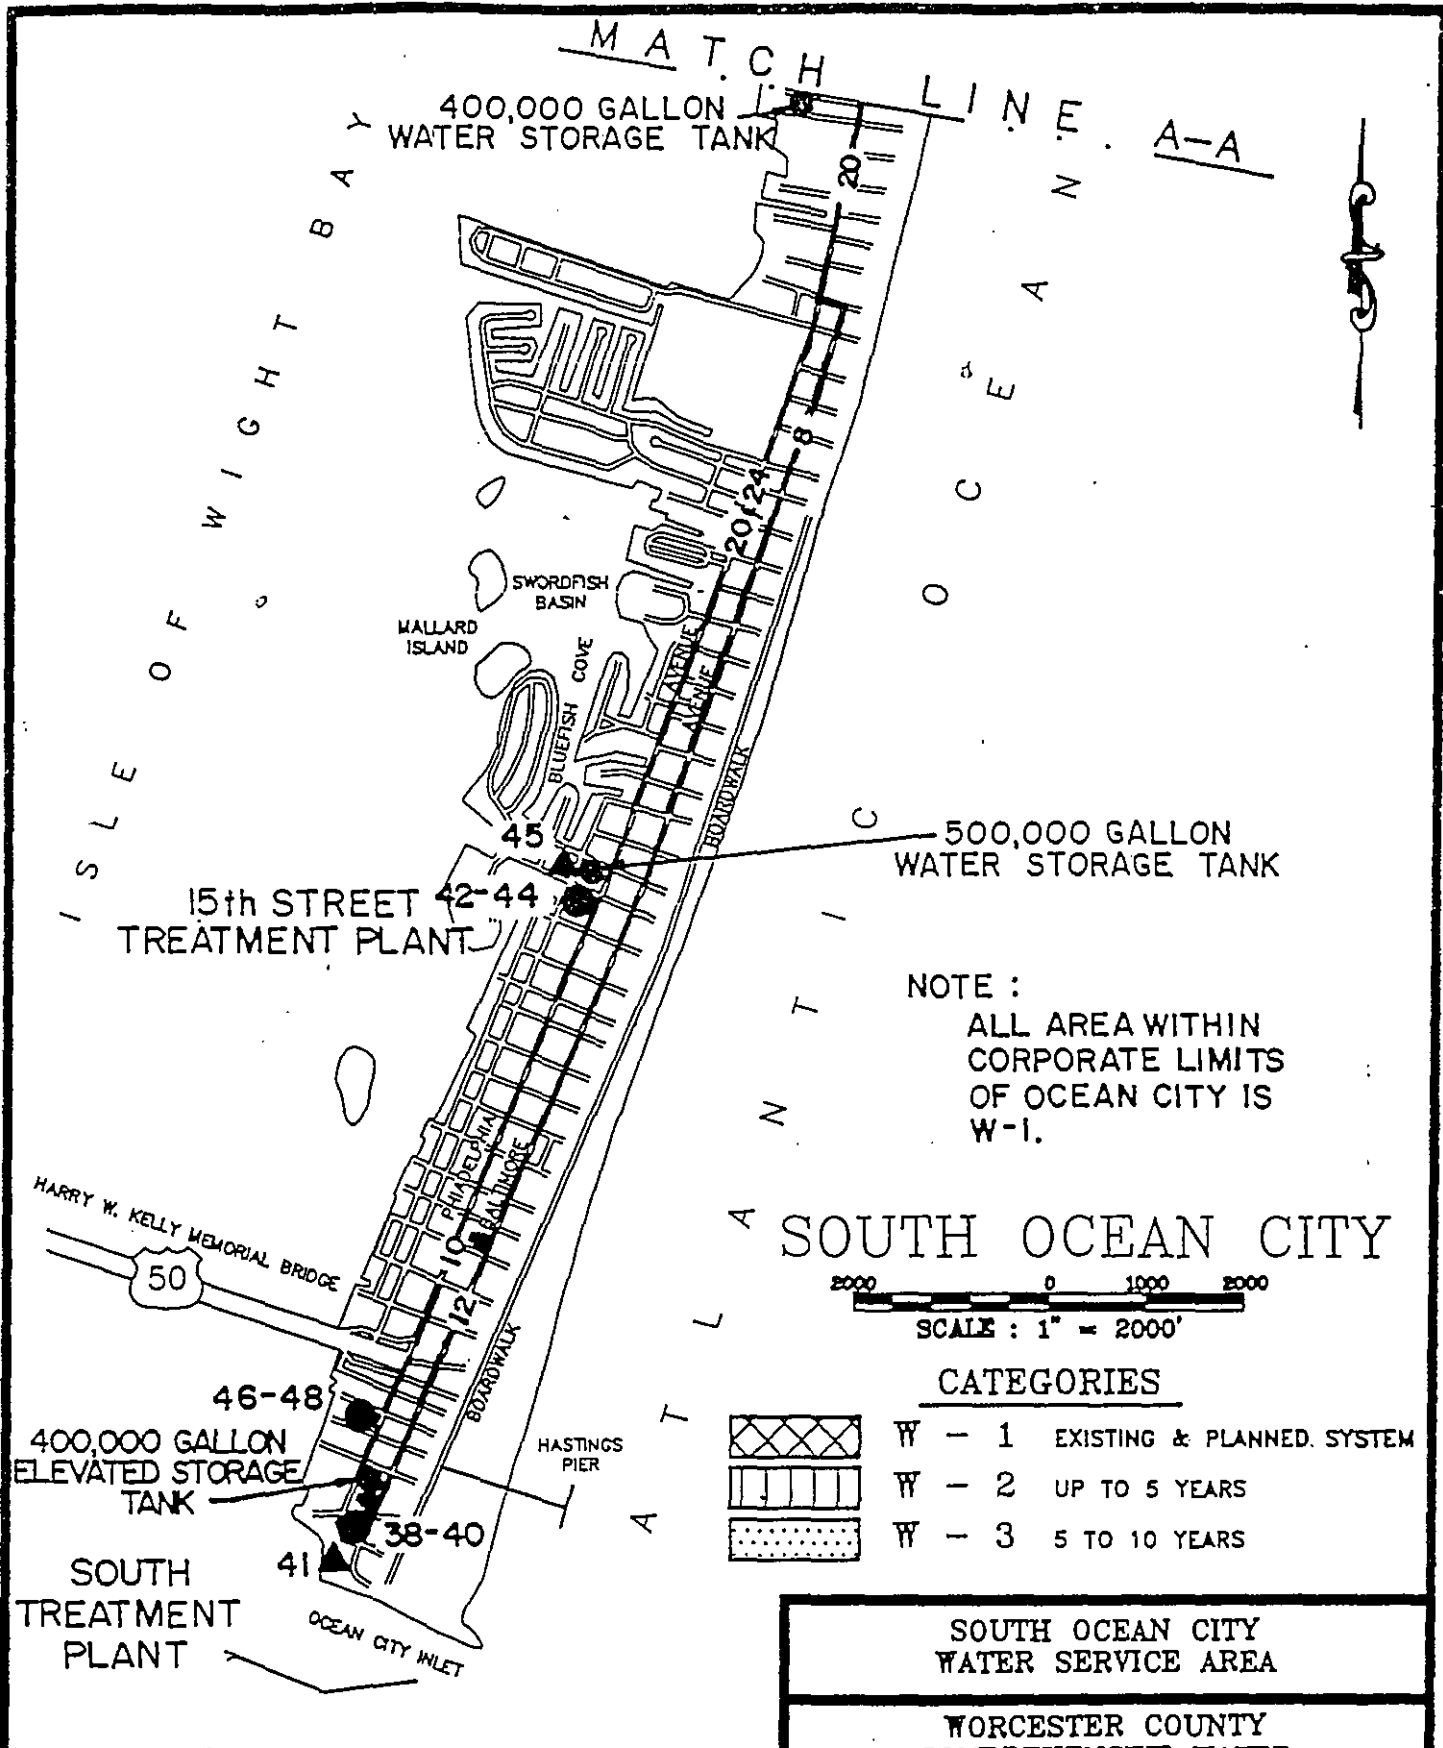 MATCH LINE A-A
400,000 GALLON
WATER STORAGE TANK
ISLE OF WIGHT BAY
ATLANTIC OCEAN
20
8
20 24
SWORDFISH
BASIN
MALLARD
ISLAND
BLUEFISH COVE
AVENUE
AVENUE
BOARDWALK
45
500,000 GALLON
WATER STORAGE TANK
15th STREET 42-44
TREATMENT PLANT
NOTE :
ALL AREA WITHIN
CORPORATE LIMITS
OF OCEAN CITY IS
W-1.
PHIADELPHIA
BALTIMORE
HARRY W. KELLY MEMORIAL BRIDGE
50
10
12
BOARDWALK
SOUTH OCEAN CITY
2000 0 1000 2000
SCALE : 1" = 2000'
CATEGORIES
W - 1 EXISTING & PLANNED. SYSTEM
W - 2 UP TO 5 YEARS
W - 3 5 TO 10 YEARS
46-48
400,000 GALLON
ELEVATED STORAGE
TANK
HASTINGS
PIER
38-40
41
SOUTH
TREATMENT
PLANT
OCEAN CITY INLET
SOUTH OCEAN CITY
WATER SERVICE AREA
WORCESTER COUNTY